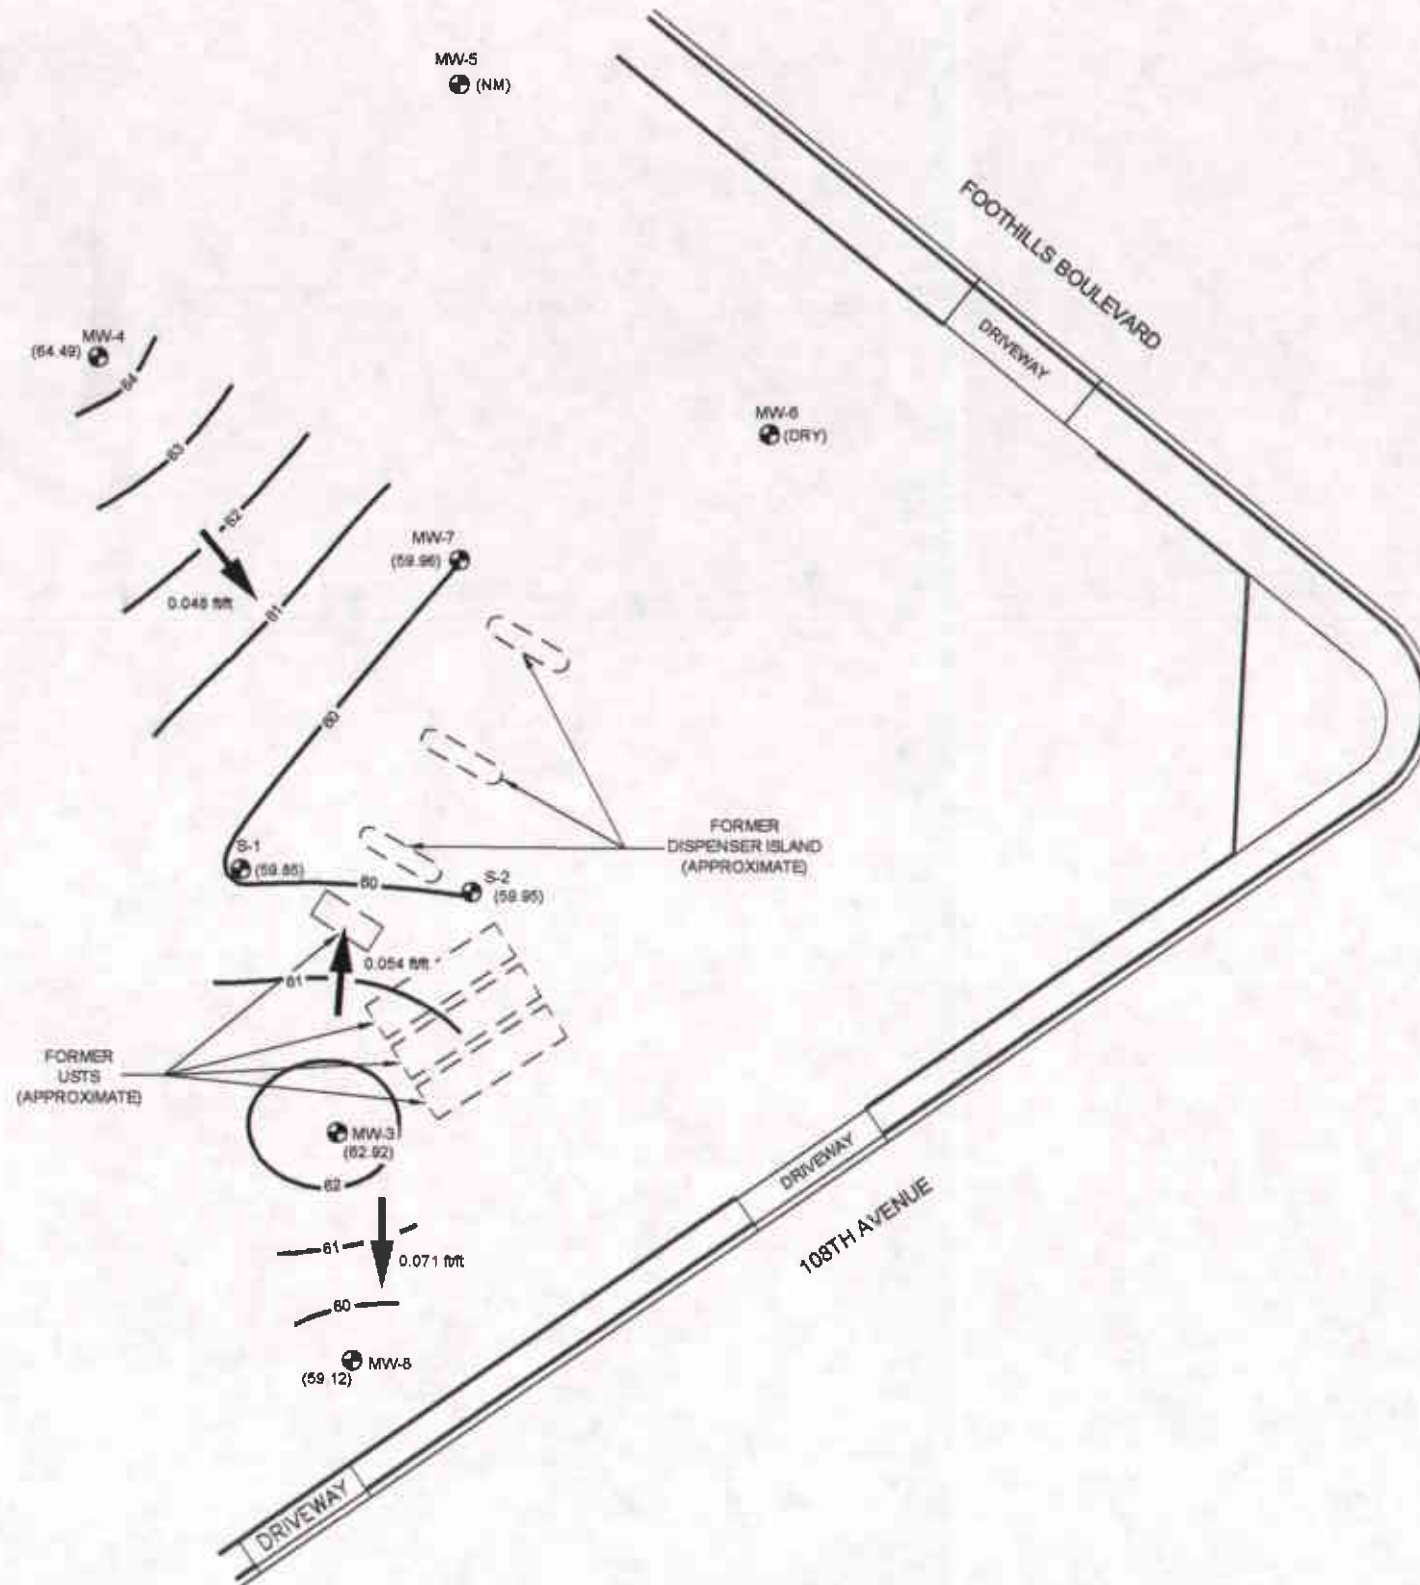 MW-5
(NM)
FOOTHILLS BOULEVARD
DRIVEWAY
MW-4
(64.49)
64
63
62
61
0.048 ft/ft
MW-6
(DRY)
MW-7
(59.96)
60
FORMER
DISPENSER ISLAND
(APPROXIMATE)
S-1
(59.85)
60
S-2
(59.95)
0.054 ft/ft
61
FORMER
USTS
(APPROXIMATE)
MW-3
(62.92)
62
61
0.071 ft/ft
60
MW-8
(59.12)
DRIVEWAY
108TH AVENUE
DRIVEWAY